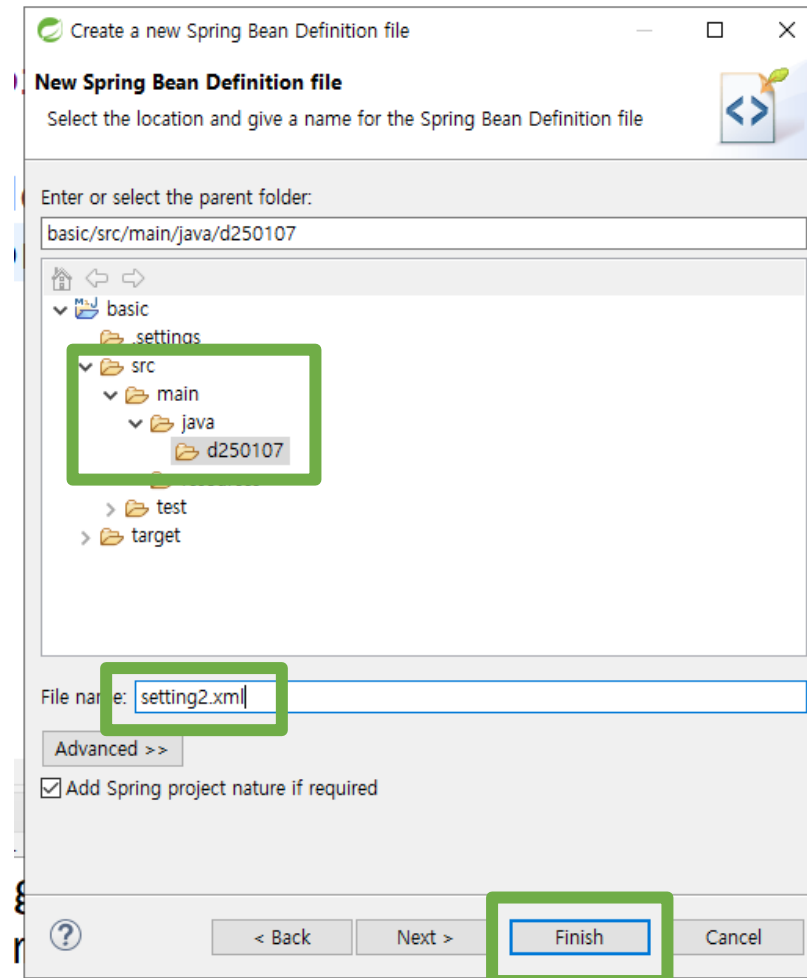 Create a new Spring Bean Definition file
New Spring Bean Definition file
Select the location and give a name for the Spring Bean Definition file
Enter or select the parent folder:
basic/src/main/java/d250107
basic
.settings
src
main
java
d250107
test
target
File name: setting2.xml
Advanced >>
Add Spring project nature if required
< Back Next > Finish Cancel